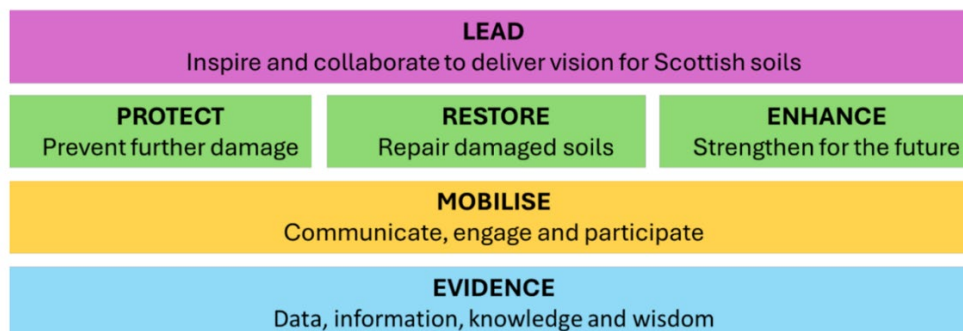 LEAD
Inspire and collaborate to deliver vision for Scottish soils
PROTECT
Prevent further damage
RESTORE
Repair damaged soils
ENHANCE
Strengthen for the future
MOBILISE
Communicate, engage and participate
EVIDENCE
Data, information, knowledge and wisdom